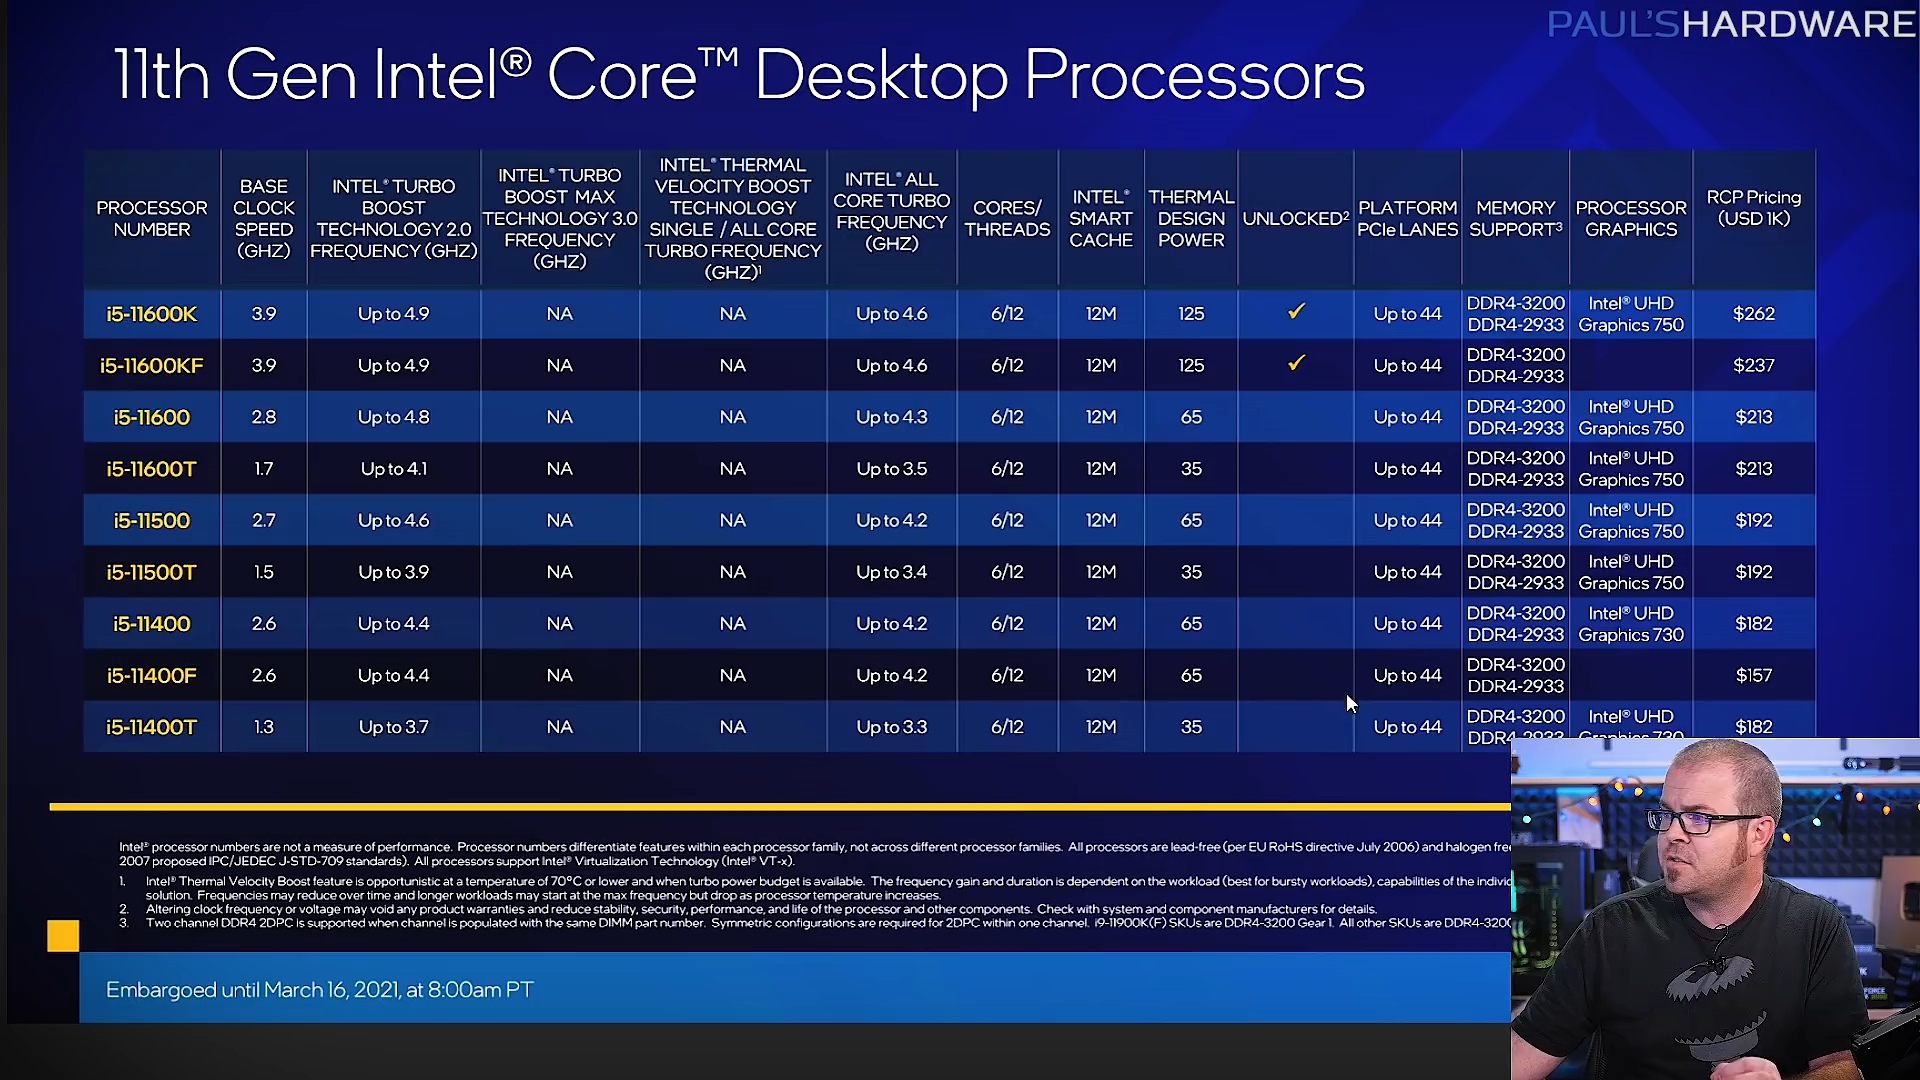 PAUL'SHARDWARE
11th Gen Intel® Core™ Desktop Processors
PROCESSOR NUMBER
BASE CLOCK SPEED (GHZ)
INTEL® TURBO BOOST TECHNOLOGY 2.0 FREQUENCY (GHZ)
INTEL® TURBO BOOST MAX TECHNOLOGY 3.0 FREQUENCY (GHZ)
INTEL® THERMAL VELOCITY BOOST TECHNOLOGY SINGLE / ALL CORE TURBO FREQUENCY (GHZ)¹
INTEL® ALL CORE TURBO FREQUENCY (GHZ)
CORES/ THREADS
INTEL® SMART CACHE
THERMAL DESIGN POWER
UNLOCKED²
PLATFORM PCIe LANES
MEMORY SUPPORT³
PROCESSOR GRAPHICS
RCP Pricing (USD 1K)
i5-11600K 3.9 Up to 4.9 NA NA Up to 4.6 6/12 12M 125 ✓ Up to 44 DDR4-3200 DDR4-2933 Intel® UHD Graphics 750 $262
i5-11600KF 3.9 Up to 4.9 NA NA Up to 4.6 6/12 12M 125 ✓ Up to 44 DDR4-3200 DDR4-2933 $237
i5-11600 2.8 Up to 4.8 NA NA Up to 4.3 6/12 12M 65 Up to 44 DDR4-3200 DDR4-2933 Intel® UHD Graphics 750 $213
i5-11600T 1.7 Up to 4.1 NA NA Up to 3.5 6/12 12M 35 Up to 44 DDR4-3200 DDR4-2933 Intel® UHD Graphics 750 $213
i5-11500 2.7 Up to 4.6 NA NA Up to 4.2 6/12 12M 65 Up to 44 DDR4-3200 DDR4-2933 Intel® UHD Graphics 750 $192
i5-11500T 1.5 Up to 3.9 NA NA Up to 3.4 6/12 12M 35 Up to 44 DDR4-3200 DDR4-2933 Intel® UHD Graphics 750 $192
i5-11400 2.6 Up to 4.4 NA NA Up to 4.2 6/12 12M 65 Up to 44 DDR4-3200 DDR4-2933 Intel® UHD Graphics 730 $182
i5-11400F 2.6 Up to 4.4 NA NA Up to 4.2 6/12 12M 65 Up to 44 DDR4-3200 DDR4-2933 $157
i5-11400T 1.3 Up to 3.7 NA NA Up to 3.3 6/12 12M 35 Up to 44 DDR4-3200 DDR4-2933 Intel® UHD Graphics 730 $182
Intel® processor numbers are not a measure of performance. Processor numbers differentiate features within each processor family, not across different processor families. All processors are lead-free (per EU RoHS directive July 2006) and halogen fre
2007 proposed IPC/JEDEC J-STD-709 standards). All processors support Intel® Virtualization Technology (Intel® VT-x).
1. Intel® Thermal Velocity Boost feature is opportunistic at a temperature of 70°C or lower and when turbo power budget is available. The frequency gain and duration is dependent on the workload (best for bursty workloads), capabilities of the individ
solution. Frequencies may reduce over time and longer workloads may start at the max frequency but drop as processor temperature increases.
2. Altering clock frequency or voltage may void any product warranties and reduce stability, security, performance, and life of the processor and other components. Check with system and component manufacturers for details.
3. Two channel DDR4 2DPC is supported when channel is populated with the same DIMM part number. Symmetric configurations are required for 2DPC within one channel. i9-11900K(F) SKUs are DDR4-3200 Gear 1. All other SKUs are DDR4-3200
Embargoed until March 16, 2021, at 8:00am PT